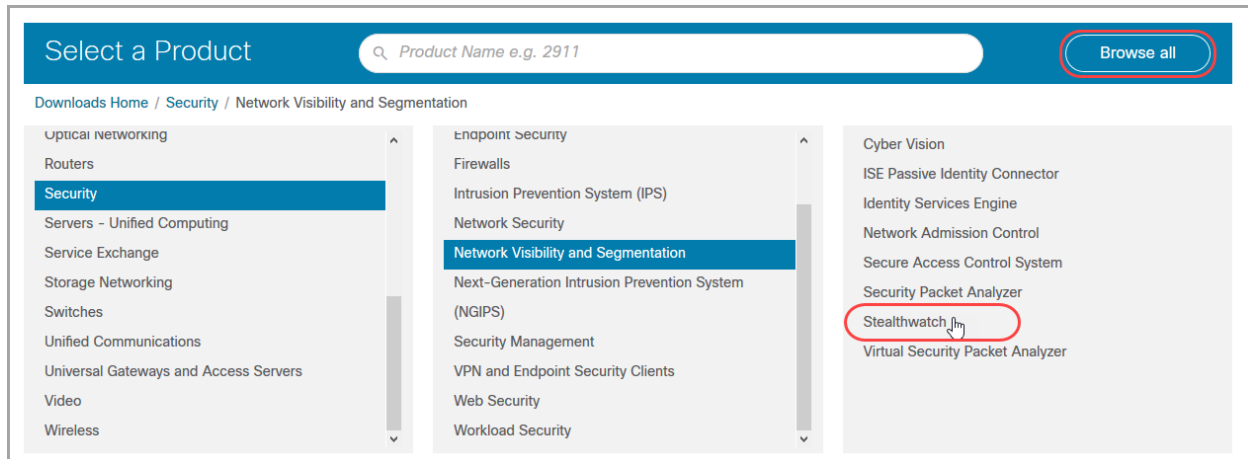 Select a Product
Product Name e.g. 2911
Browse all
Downloads Home / Security / Network Visibility and Segmentation
Optical Networking
Routers
Security
Servers - Unified Computing
Service Exchange
Storage Networking
Switches
Unified Communications
Universal Gateways and Access Servers
Video
Wireless
Endpoint Security
Firewalls
Intrusion Prevention System (IPS)
Network Security
Network Visibility and Segmentation
Next-Generation Intrusion Prevention System
(NGIPS)
Security Management
VPN and Endpoint Security Clients
Web Security
Workload Security
Cyber Vision
ISE Passive Identity Connector
Identity Services Engine
Network Admission Control
Secure Access Control System
Security Packet Analyzer
Stealthwatch
Virtual Security Packet Analyzer